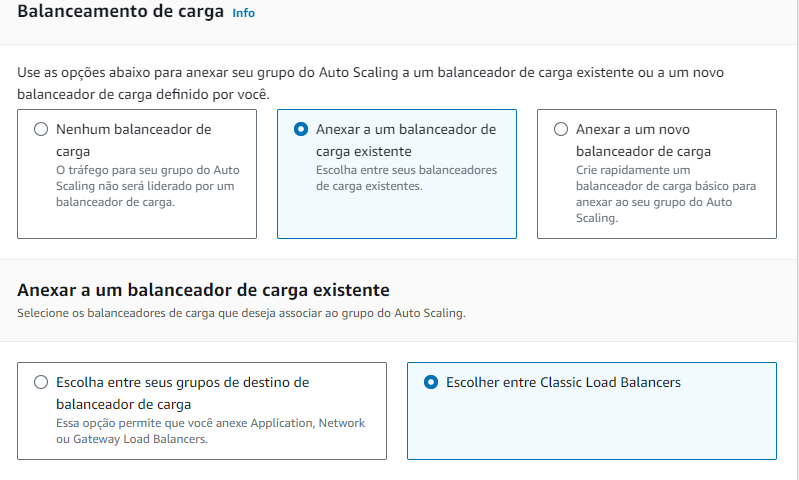 Balanceamento de carga Info
Use as opções abaixo para anexar seu grupo do Auto Scaling a um balanceador de carga existente ou a um novo
balanceador de carga definido por você.
Nenhum balanceador de
carga
O tráfego para seu grupo do Auto
Scaling não será liderado por um
balanceador de carga.
Anexar a um balanceador de
carga existente
Escolha entre seus balanceadores
de carga existentes.
Anexar a um novo
balanceador de carga
Crie rapidamente um
balanceador de carga básico para
anexar ao seu grupo do Auto
Scaling.
Anexar a um balanceador de carga existente
Selecione os balanceadores de carga que deseja associar ao grupo do Auto Scaling.
Escolha entre seus grupos de destino de
balanceador de carga
Essa opção permite que você anexe Application, Network
ou Gateway Load Balancers.
Escolher entre Classic Load Balancers